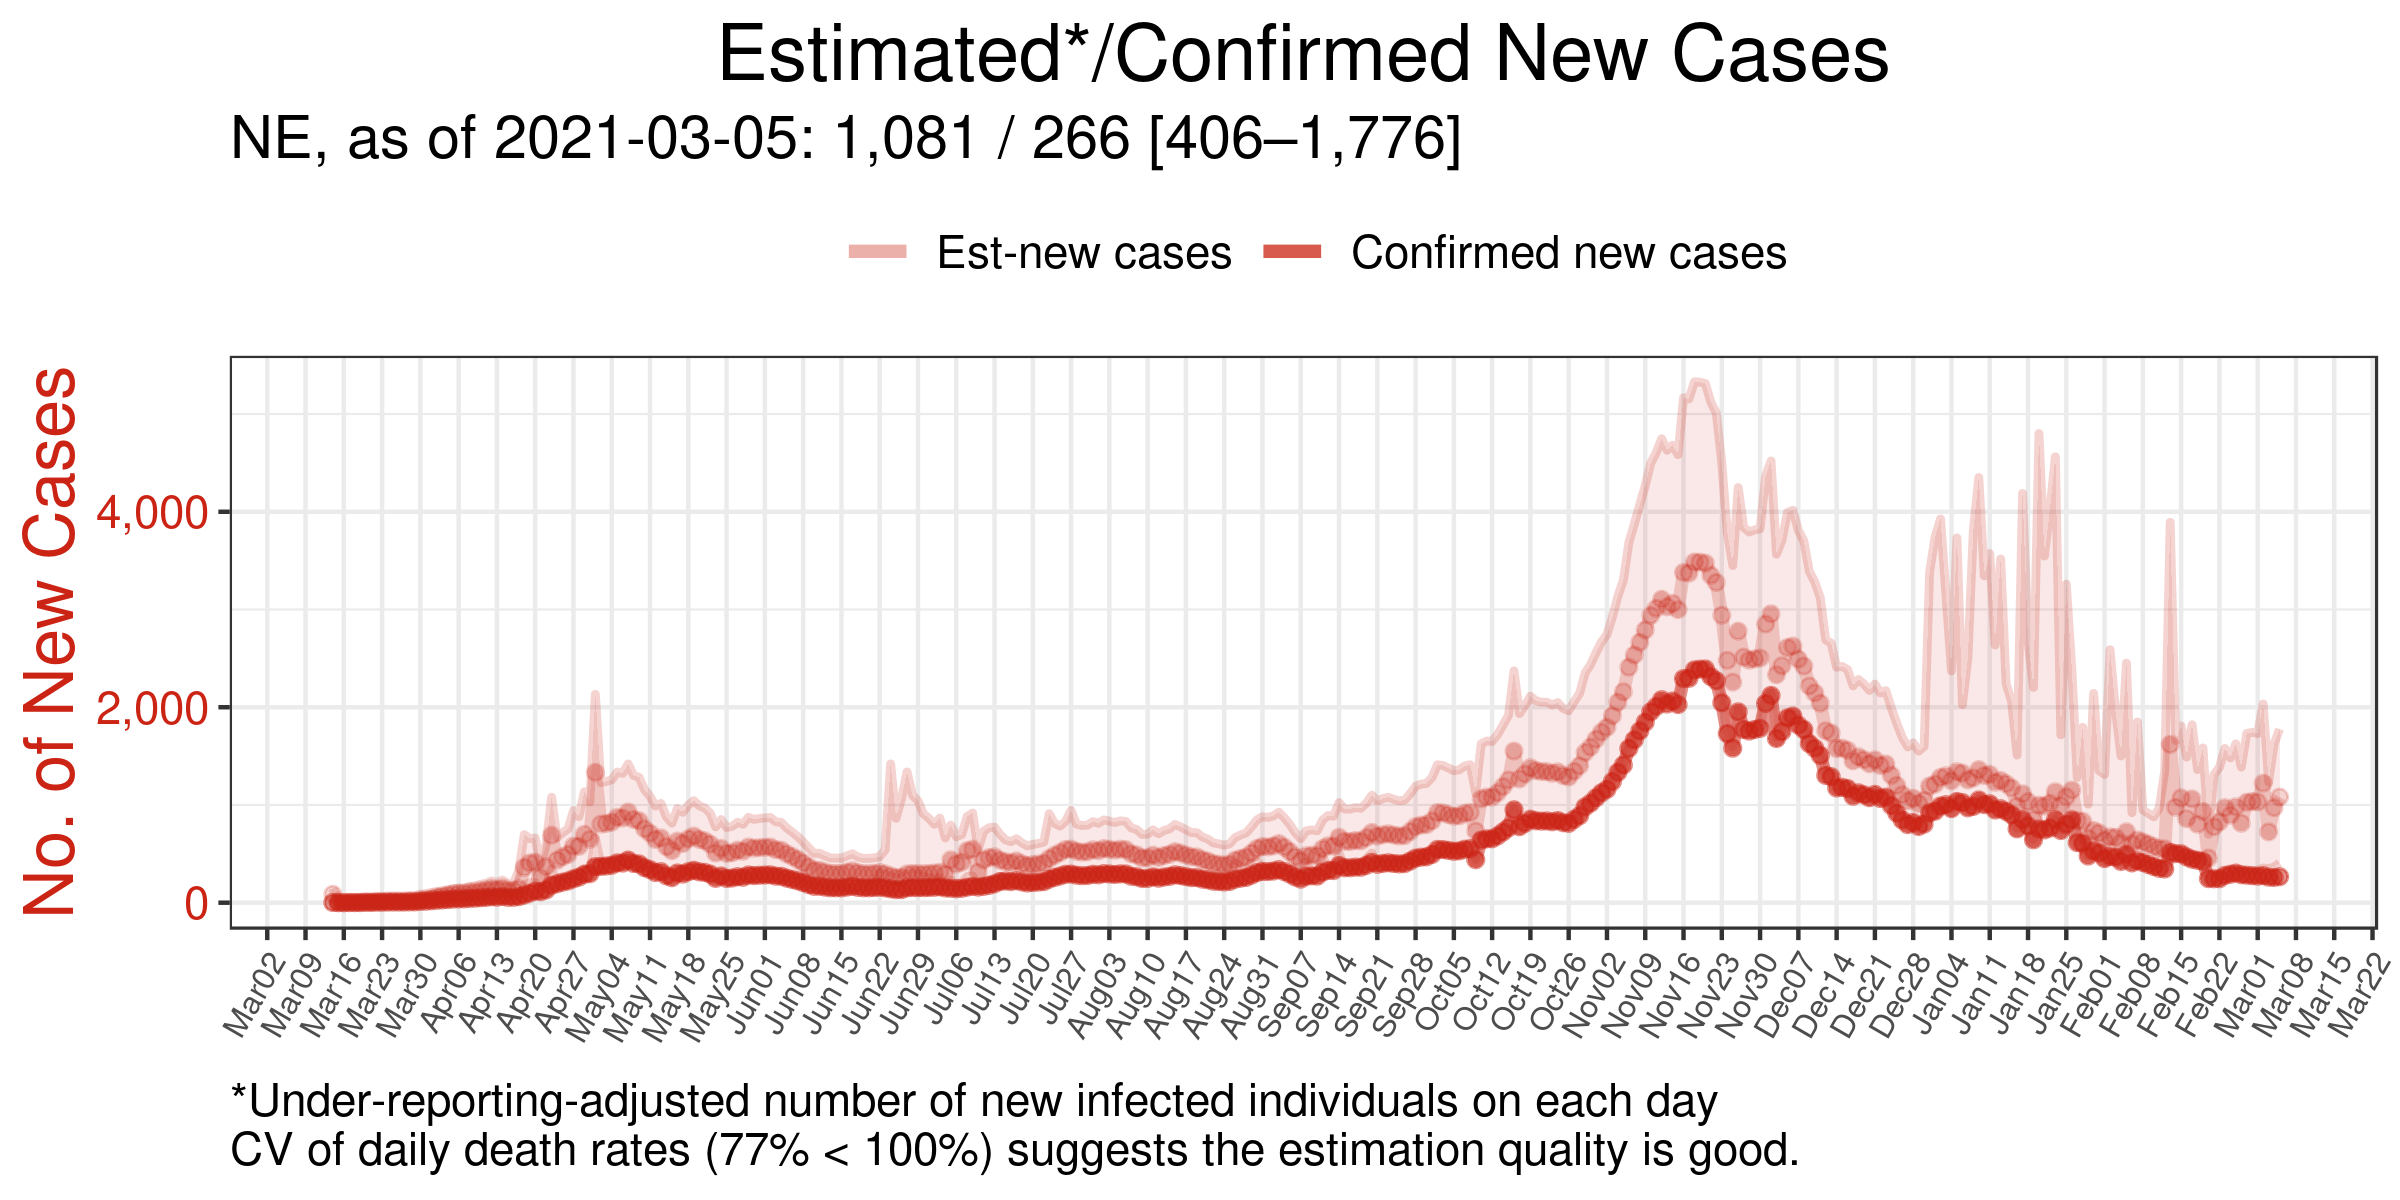 Estimated*/Confirmed New Cases
NE, as of 2021-03-05: 1,081 / 266 [406–1,776]
Est-new cases
Confirmed new cases
No. of New Cases
4,000
2,000
0
Mar02
Mar09
Mar16
Mar23
Mar30
Apr06
Apr13
Apr20
Apr27
May04
May11
May18
May25
Jun01
Jun08
Jun15
Jun22
Jun29
Jul06
Jul13
Jul20
Jul27
Aug03
Aug10
Aug17
Aug24
Aug31
Sep07
Sep14
Sep21
Sep28
Oct05
Oct12
Oct19
Oct26
Nov02
Nov09
Nov16
Nov23
Nov30
Dec07
Dec14
Dec21
Dec28
Jan04
Jan11
Jan18
Jan25
Feb01
Feb08
Feb15
Feb22
Mar01
Mar08
Mar15
Mar22
*Under-reporting-adjusted number of new infected individuals on each day
CV of daily death rates (77% < 100%) suggests the estimation quality is good.